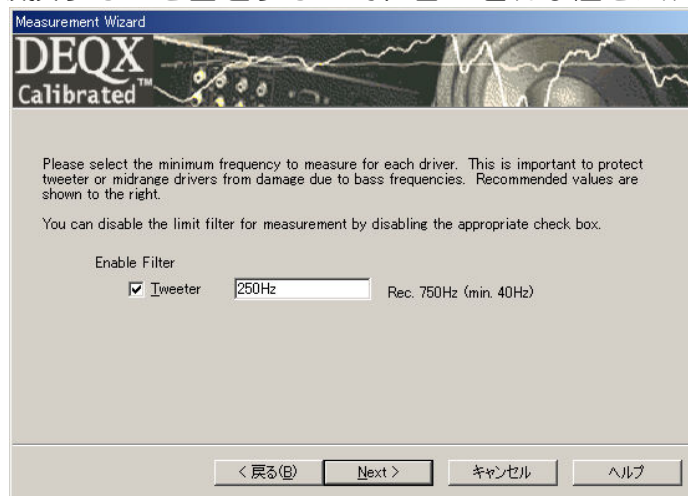 Measurement Wizard
DEQX
Calibrated™
Please select the minimum frequency to measure for each driver. This is important to protect
tweeter or midrange drivers from damage due to bass frequencies. Recommended values are
shown to the right.
You can disable the limit filter for measurement by disabling the appropriate check box.
Enable Filter
Tweeter 250Hz Rec. 750Hz (min. 40Hz)
< 戻る(B) Next > キャンセル ヘルプ